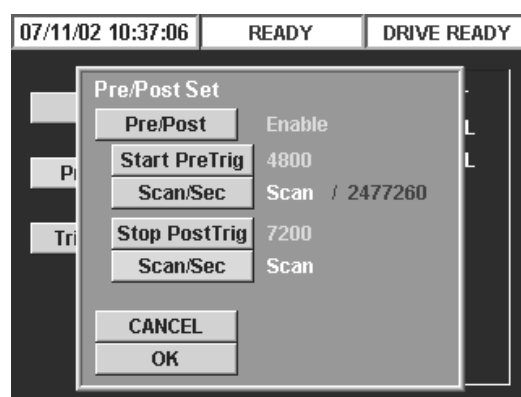 07/11/02 10:37:06 READY DRIVE READY
Pre/Post Set
Pre/Post Enable
Start PreTrig 4800
Scan/Sec Scan / 2477260
Stop PostTrig 7200
Scan/Sec Scan
CANCEL
OK